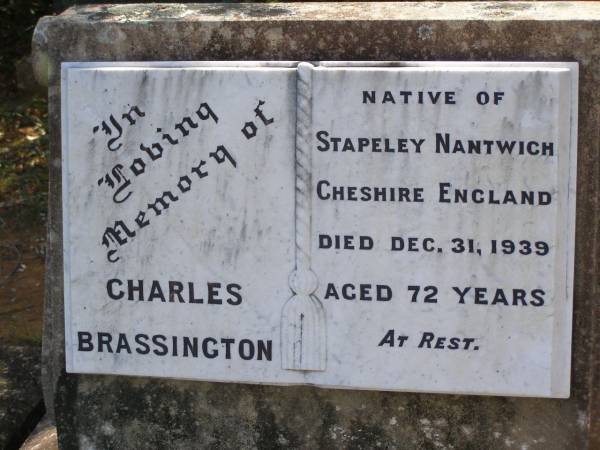 In
Loving
Memory of
CHARLES
BRASSINGTON
NATIVE OF
STAPELEY NANTWICH
CHESHIRE ENGLAND
DIED DEC. 31, 1939
AGED 72 YEARS
AT REST.